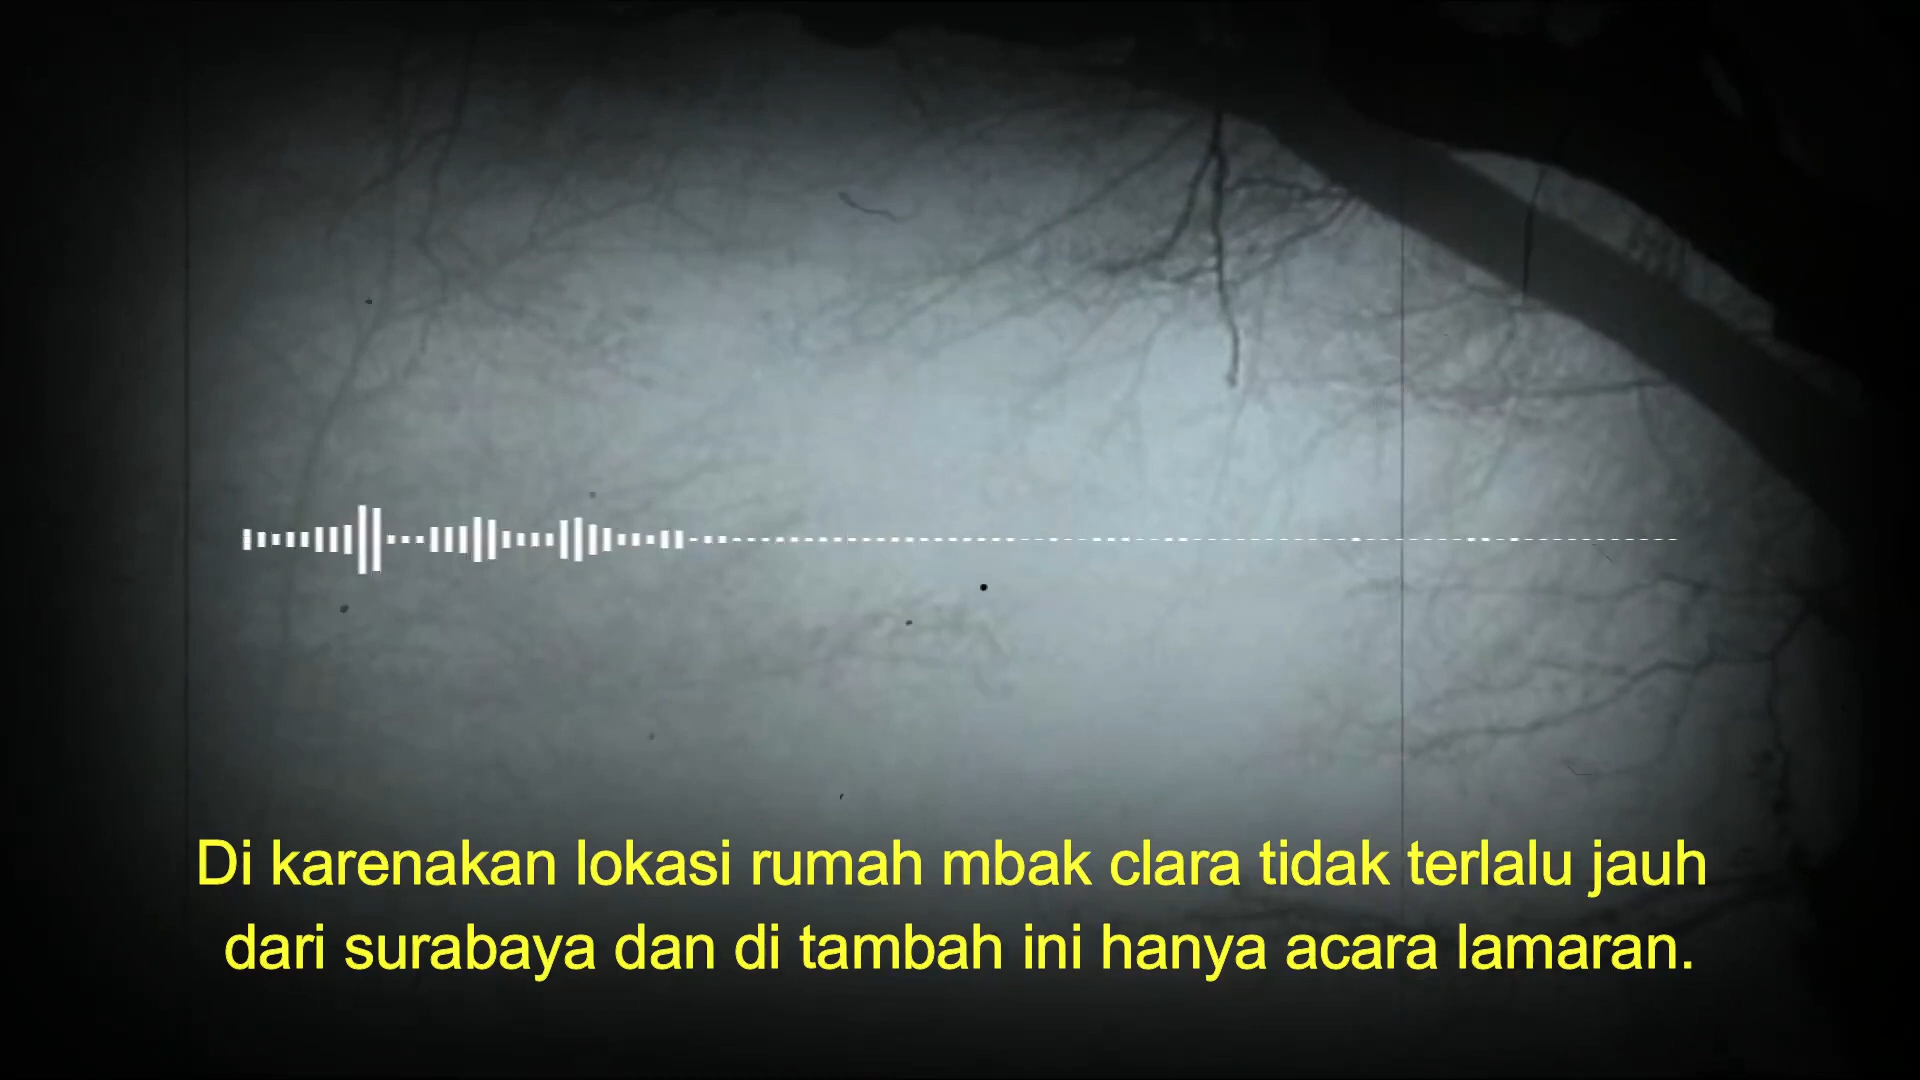 Di karenakan lokasi rumah mbak clara tidak terlalu jauh
dari surabaya dan di tambah ini hanya acara lamaran.